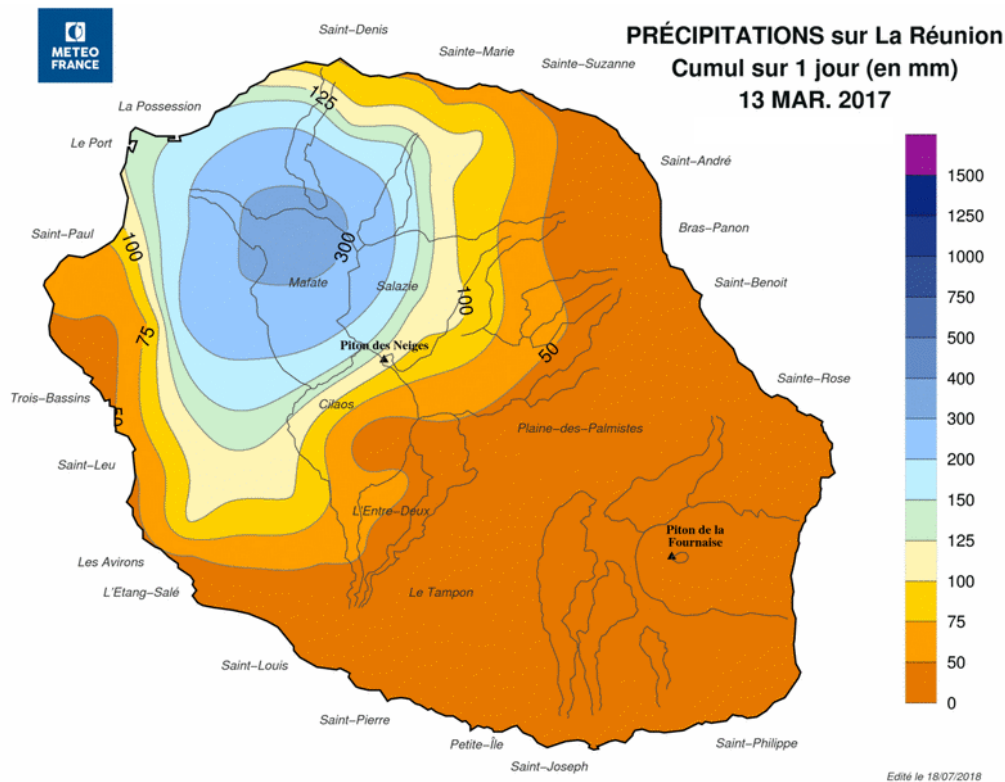 METEO
FRANCE
PRÉCIPITATIONS sur La Réunion
Cumul sur 1 jour (en mm)
13 MAR. 2017
Saint-Denis
Sainte-Marie
Sainte-Suzanne
La Possession
Le Port
Saint-André
Saint-Paul
Bras-Panon
Saint-Benoit
Mafate
Salazie
Piton des Neiges
Trois-Bassins
Cilaos
Sainte-Rose
Plaine-des-Palmistes
Saint-Leu
L'Entre-Deux
Piton de la
Fournaise
Les Avirons
L'Etang-Salé
Le Tampon
Saint-Louis
Saint-Pierre
Petite-Île
Saint-Joseph
Saint-Philippe
125
300
100
100
75
50
50
1500
1250
1000
750
500
400
300
200
150
125
100
75
50
0
Edité le 18/07/2018